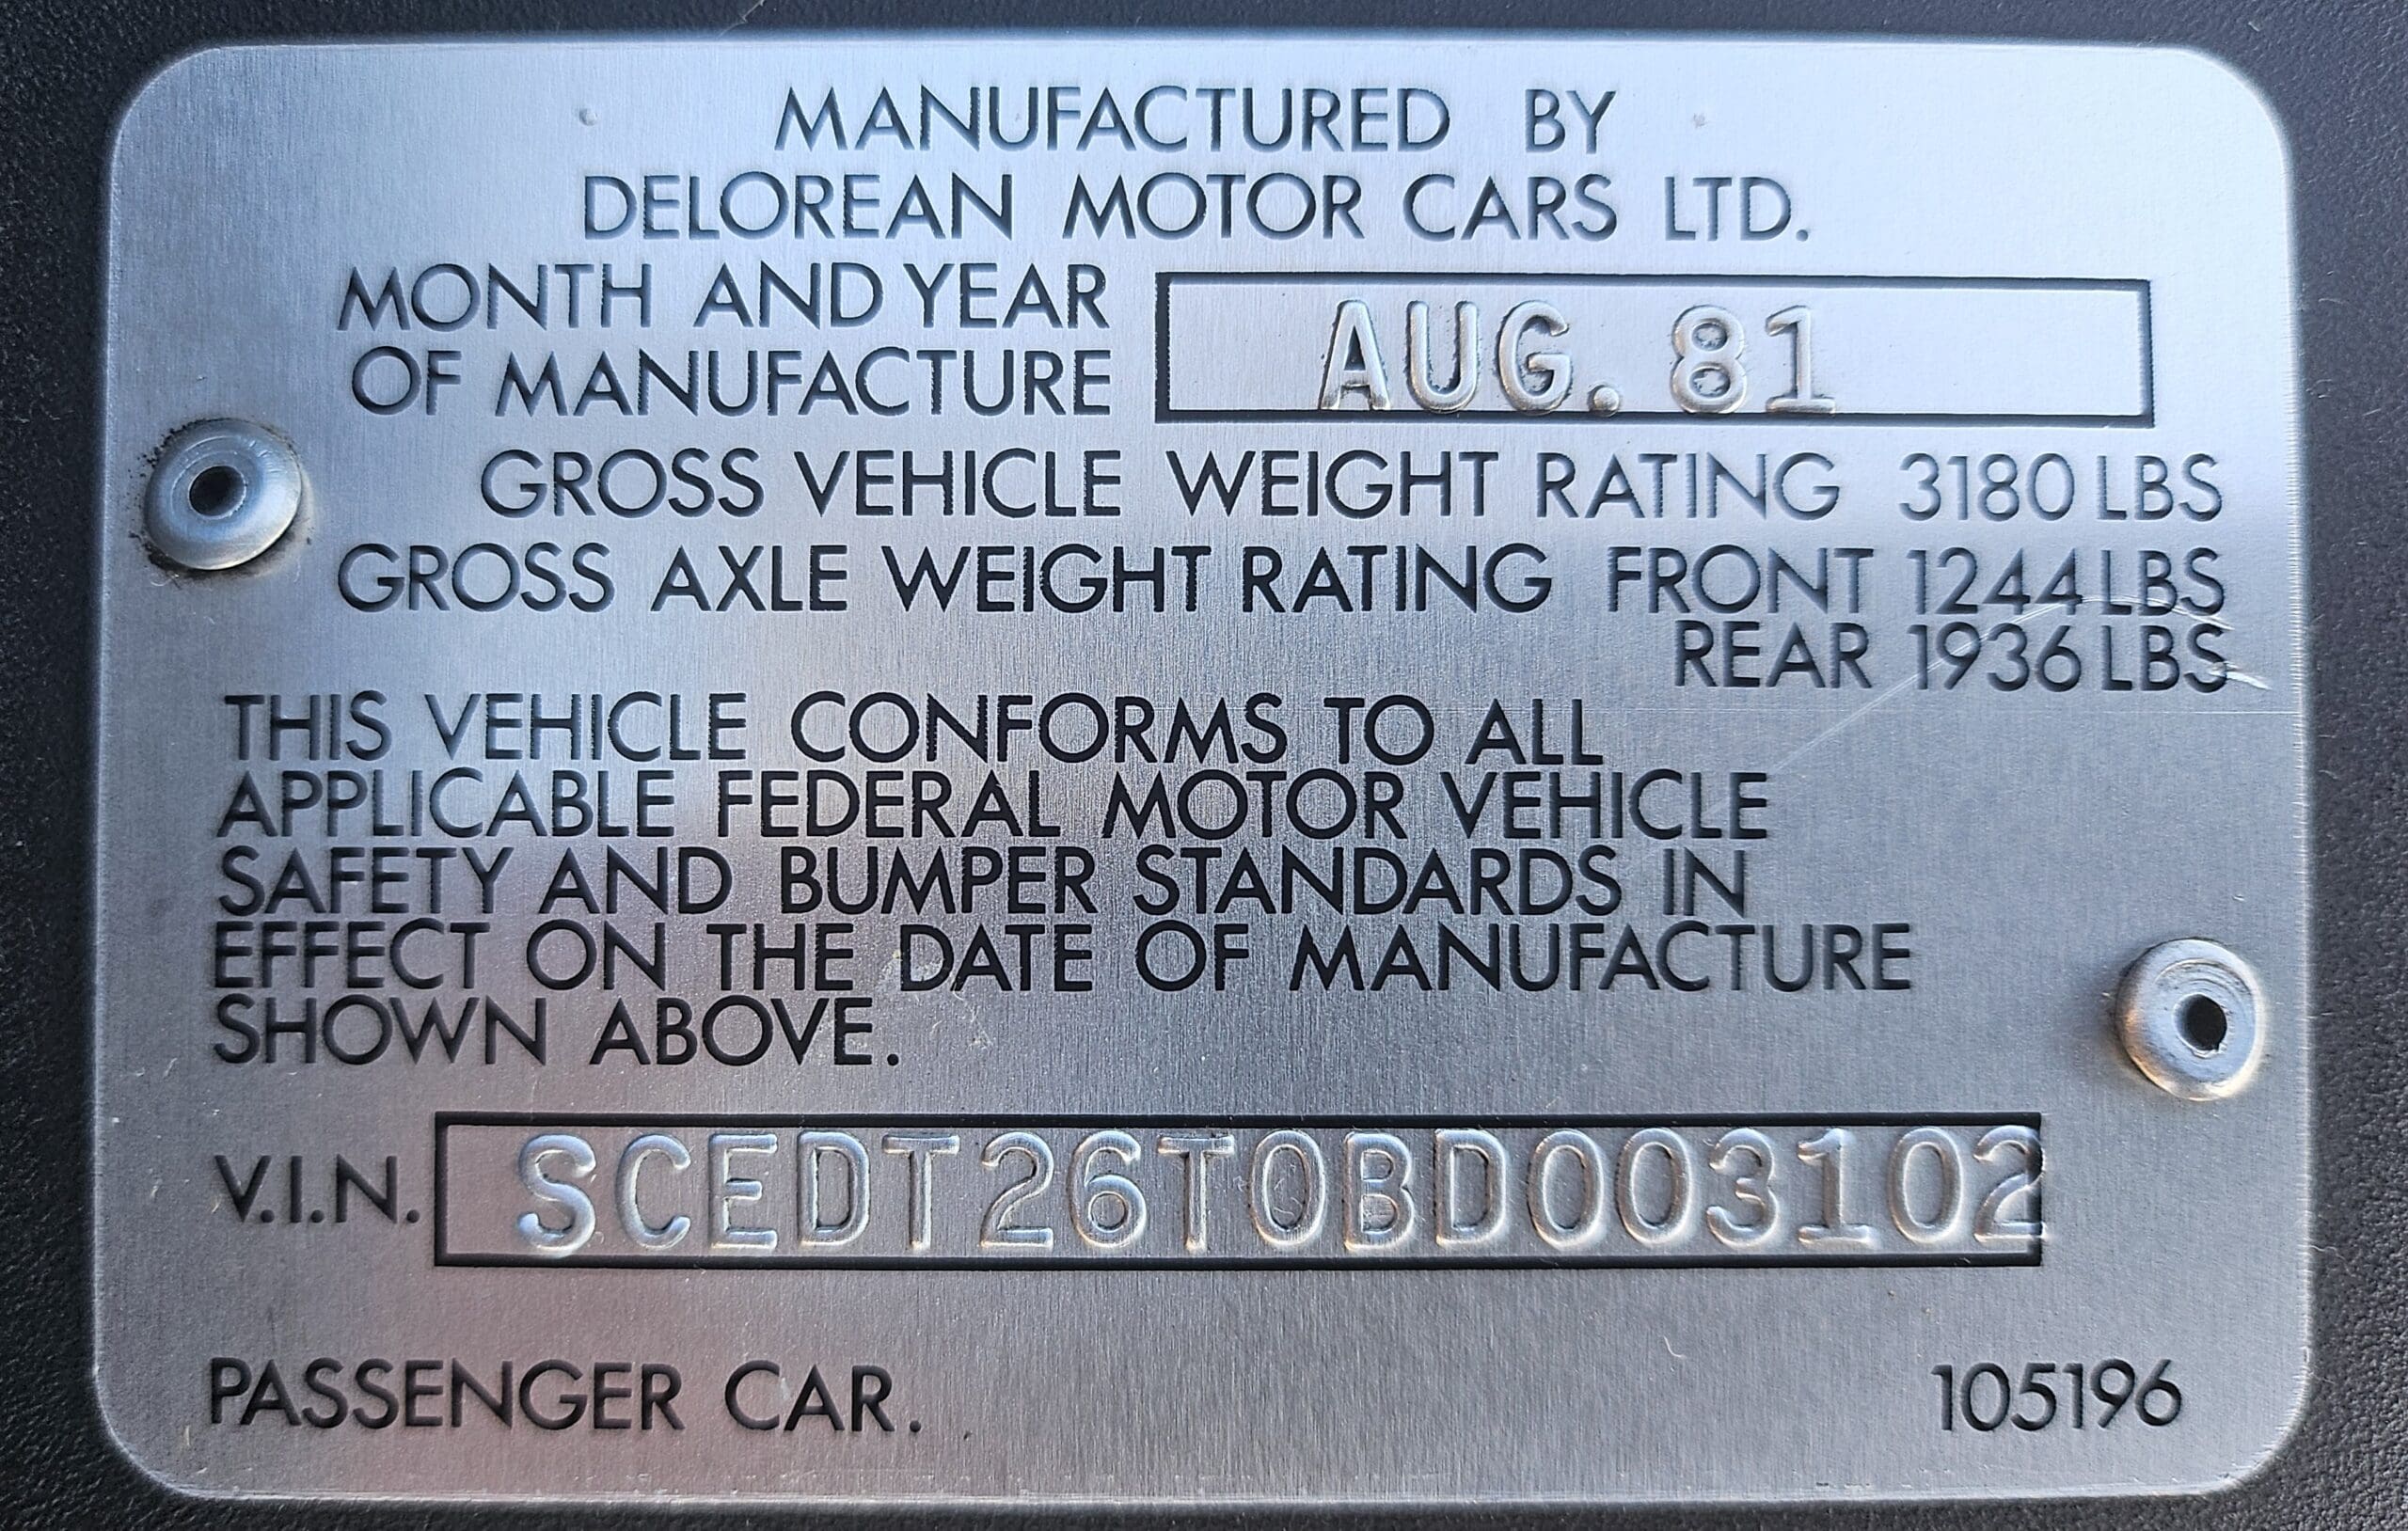 MANUFACTURED BY
DELOREAN MOTOR CARS LTD.
MONTH AND YEAR
OF MANUFACTURE AUG. 81
GROSS VEHICLE WEIGHT RATING 3180 LBS
GROSS AXLE WEIGHT RATING FRONT 1244 LBS
REAR 1936 LBS
THIS VEHICLE CONFORMS TO ALL
APPLICABLE FEDERAL MOTOR VEHICLE
SAFETY AND BUMPER STANDARDS IN
EFFECT ON THE DATE OF MANUFACTURE
SHOWN ABOVE.
V.I.N. SCEDT26T0BD003102
PASSENGER CAR. 105196